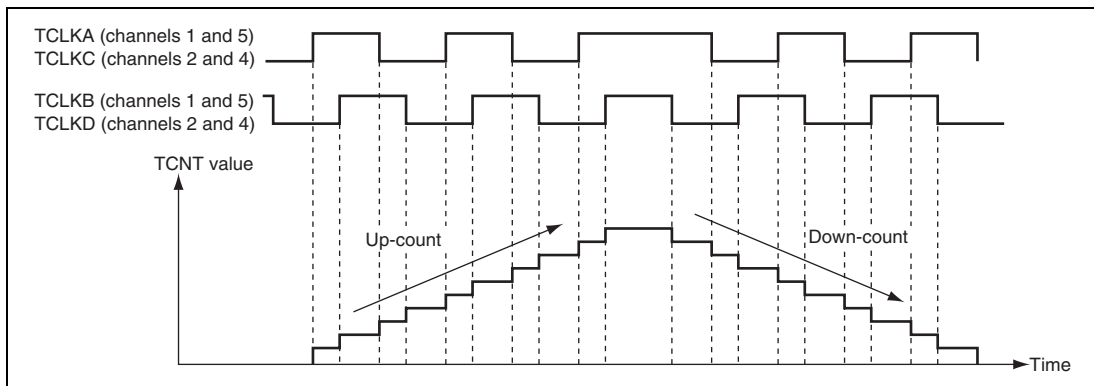 TCLKA (channels 1 and 5)
TCLKC (channels 2 and 4)
TCLKB (channels 1 and 5)
TCLKD (channels 2 and 4)
TCNT value
Up-count
Down-count
Time